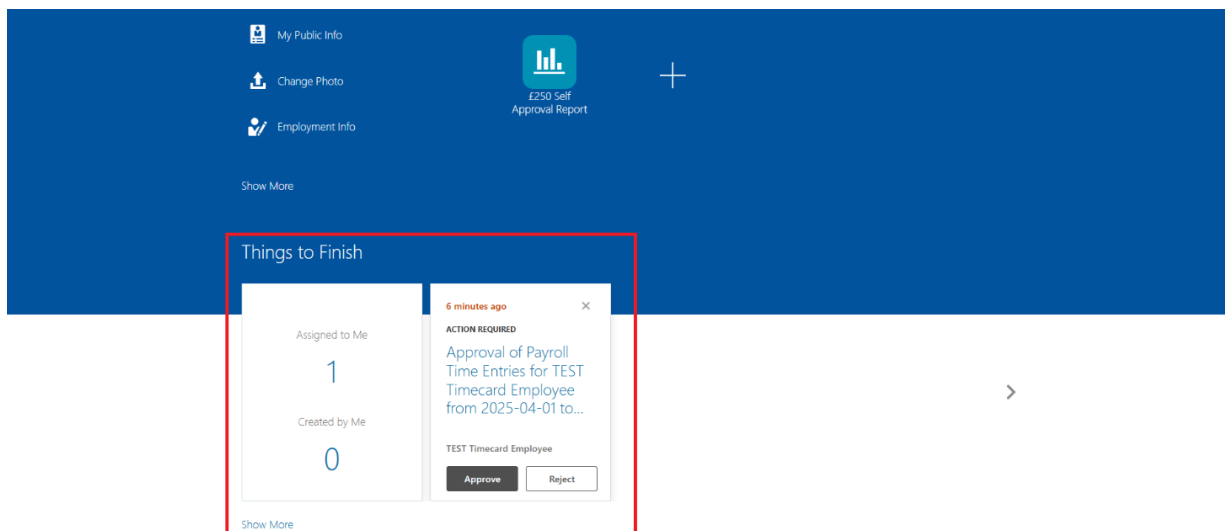 My Public Info
Change Photo
Employment Info
Show More
£250 Self
Approval Report
Things to Finish
Assigned to Me
1
Created by Me
0
6 minutes ago
ACTION REQUIRED
Approval of Payroll
Time Entries for TEST
Timecard Employee
from 2025-04-01 to...
TEST Timecard Employee
Approve
Reject
Show More